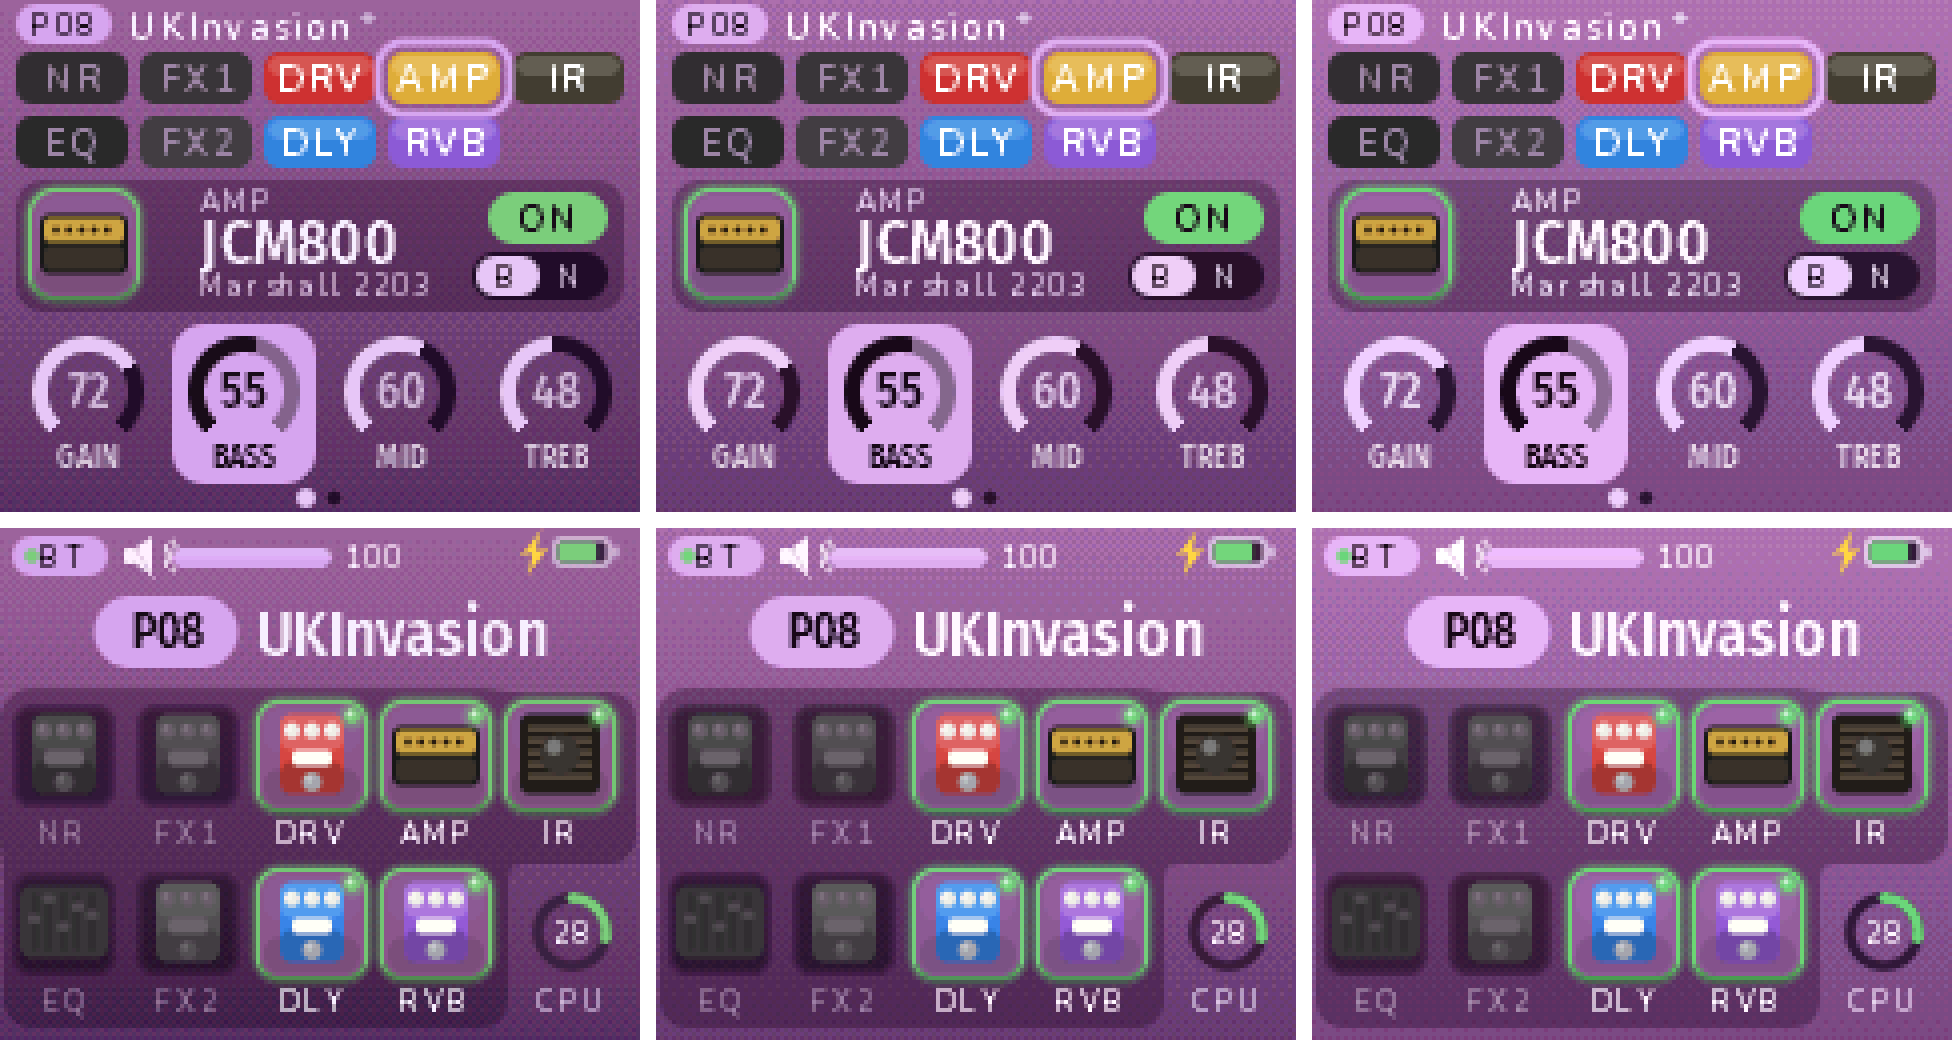 P08 UKInvasion*
NR FX1 DRV AMP IR
EQ FX2 DLY RVB
AMP
JCM800
Marshall 2203
ON
B N
72 55 60 48
GAIN BASS MID TREB
P08 UKInvasion*
NR FX1 DRV AMP IR
EQ FX2 DLY RVB
AMP
JCM800
Marshall 2203
ON
B N
72 55 60 48
GAIN BASS MID TREB
P08 UKInvasion*
NR FX1 DRV AMP IR
EQ FX2 DLY RVB
AMP
JCM800
Marshall 2203
ON
B N
72 55 60 48
GAIN BASS MID TREB
BT 100
P08 UKInvasion
NR FX1 DRV AMP IR
28
EQ FX2 DLY RVB CPU
BT 100
P08 UKInvasion
NR FX1 DRV AMP IR
28
EQ FX2 DLY RVB CPU
BT 100
P08 UKInvasion
NR FX1 DRV AMP IR
28
EQ FX2 DLY RVB CPU